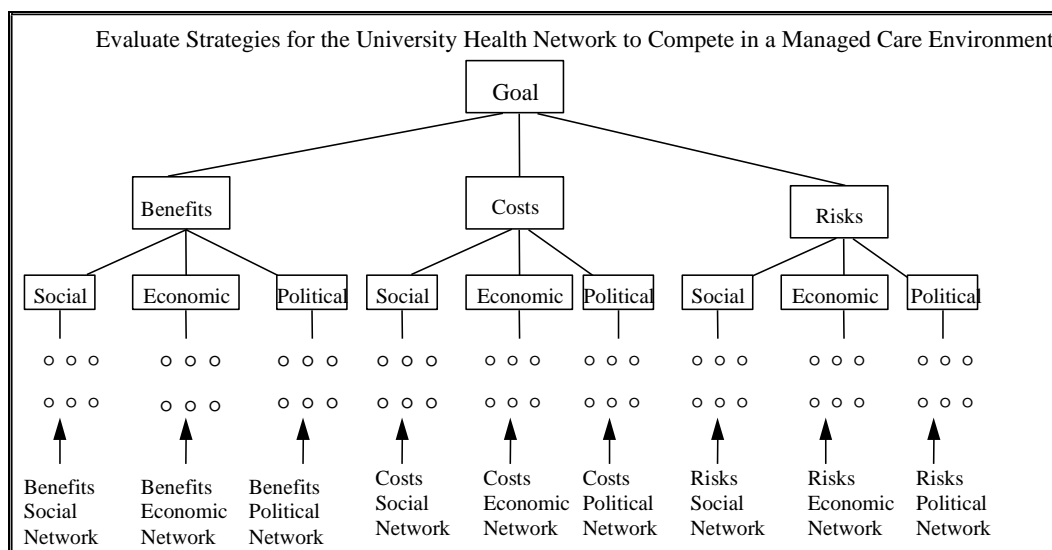 Evaluate Strategies for the University Health Network to Compete in a Managed Care Environment
Goal
Benefits
Costs
Risks
Social
Economic
Political
Social
Economic
Political
Social
Economic
Political
Benefits
Social
Network
Benefits
Economic
Network
Benefits
Political
Network
Costs
Social
Network
Costs
Economic
Network
Costs
Political
Network
Risks
Social
Network
Risks
Economic
Network
Risks
Political
Network